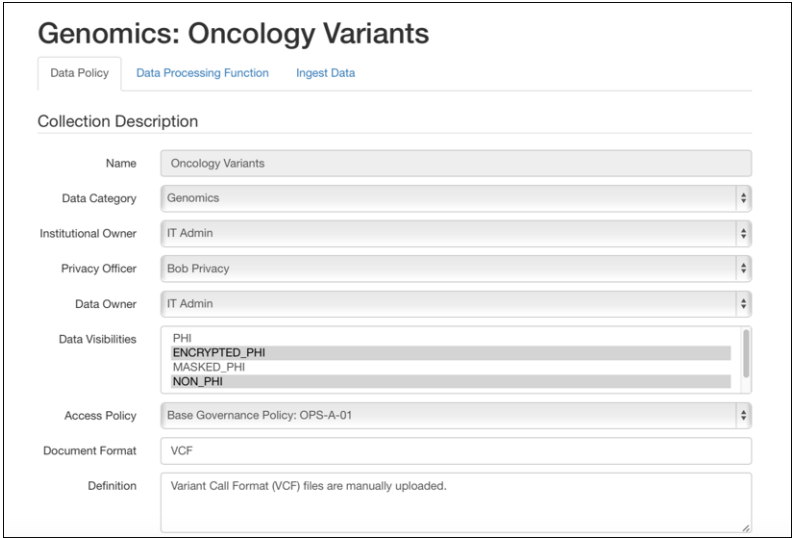 Genomics: Oncology Variants
Data Policy Data Processing Function Ingest Data
Collection Description
Name Oncology Variants
Data Category Genomics
Institutional Owner IT Admin
Privacy Officer Bob Privacy
Data Owner IT Admin
Data Visibilities PHI
ENCRYPTED_PHI
MASKED_PHI
NON_PHI
Access Policy Base Governance Policy: OPS-A-01
Document Format VCF
Definition Variant Call Format (VCF) files are manually uploaded.